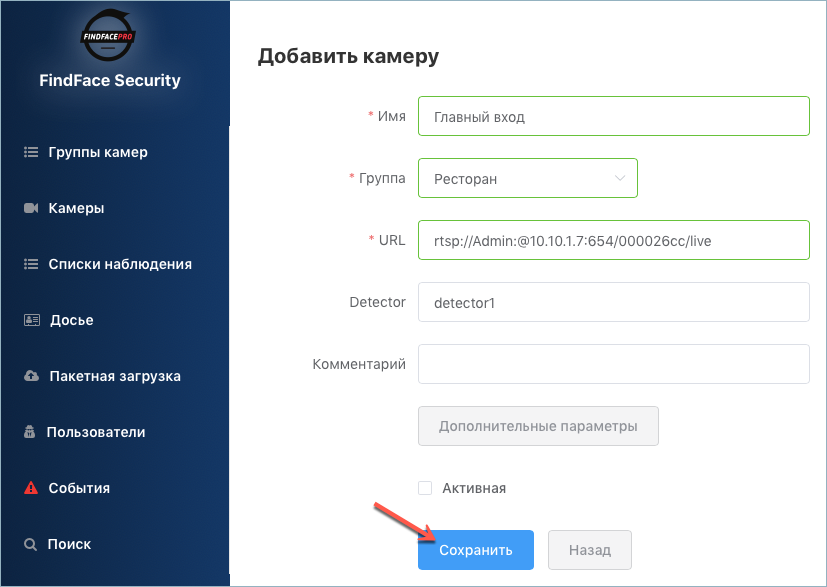 FINDFACEPRO
FindFace Security
Группы камер
Камеры
Списки наблюдения
Досье
Пакетная загрузка
Пользователи
События
Поиск
Добавить камеру
* Имя
Главный вход
* Группа
Ресторан
* URL
rtsp://Admin:@10.10.1.7:654/000026cc/live
Detector
detector1
Комментарий
Дополнительные параметры
Активная
Сохранить
Назад